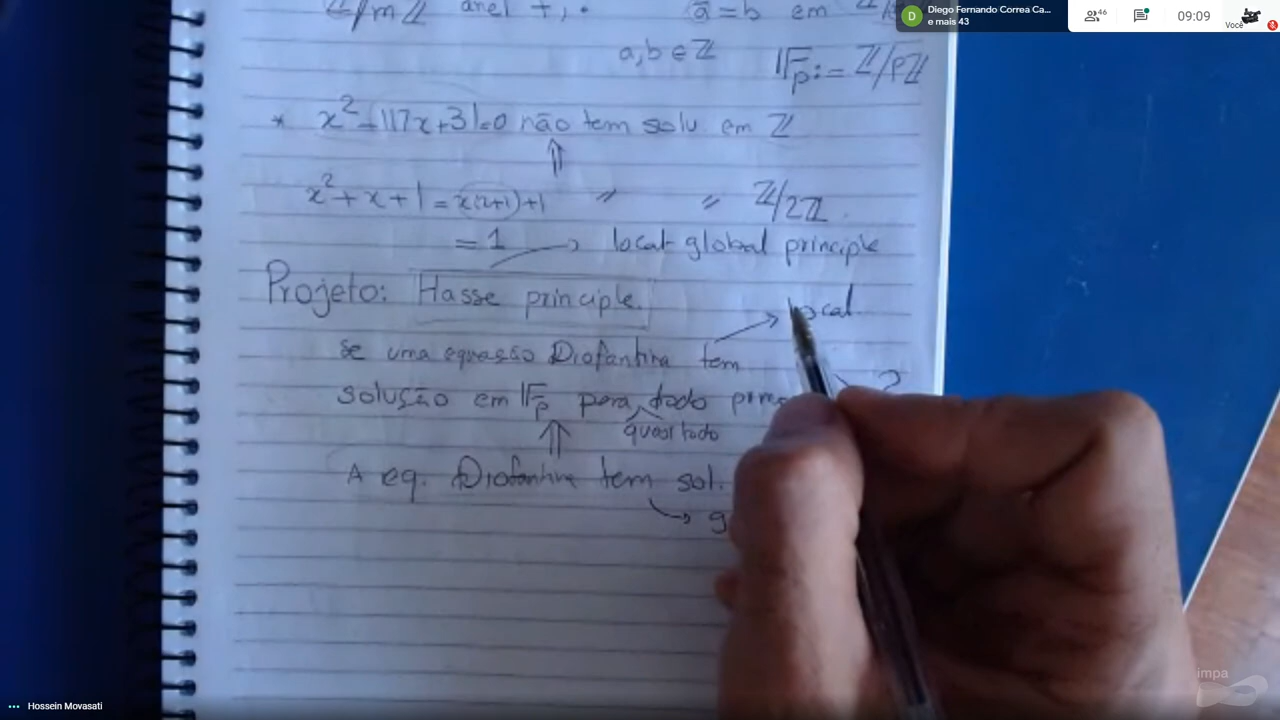 Diego Fernando Correa Ca...
e mais 43
46
09:09
Você
Z/mZ anel +, · ā = b em
a, b ∈ ℤ
𝔽p := ℤ/pℤ
* x² - 117x + 31 = 0 não tem solu. em ℤ
⇑
x² + x + 1 = x(x+1)+1 〃 〃 ℤ/2ℤ.
= 1 → local-global principle
Projeto: Hasse principle
→ local
se uma equação Diofantina tem
solução em 𝔽p para todo primo ?
⇑ quasi todo
A eq. Diofantina tem sol.
→ g
impa
Hossein Movasati